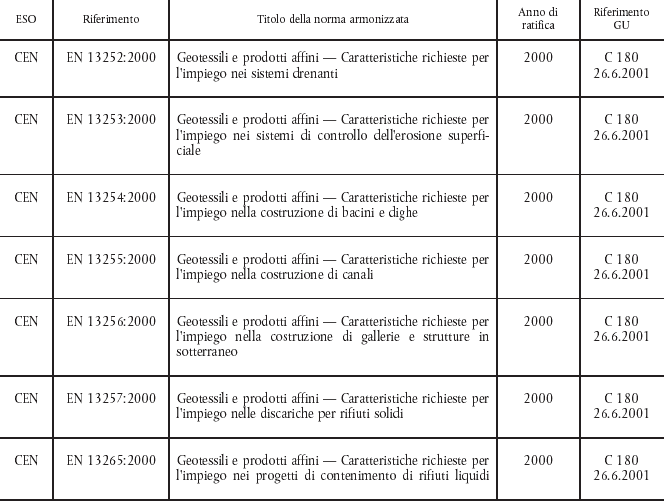 ESO Riferimento Titolo della norma armonizzata Anno di ratifica Riferimento GU
CEN EN 13252:2000 Geotessili e prodotti affini — Caratteristiche richieste per 2000 C 180
l'impiego nei sistemi drenanti 26.6.2001
CEN EN 13253:2000 Geotessili e prodotti affini — Caratteristiche richieste per 2000 C 180
l'impiego nei sistemi di controllo dell'erosione superfi- 26.6.2001
ciale
CEN EN 13254:2000 Geotessili e prodotti affini — Caratteristiche richieste per 2000 C 180
l'impiego nella costruzione di bacini e dighe 26.6.2001
CEN EN 13255:2000 Geotessili e prodotti affini — Caratteristiche richieste per 2000 C 180
l'impiego nella costruzione di canali 26.6.2001
CEN EN 13256:2000 Geotessili e prodotti affini — Caratteristiche richieste per 2000 C 180
l'impiego nella costruzione di gallerie e strutture in 26.6.2001
sotterraneo
CEN EN 13257:2000 Geotessili e prodotti affini — Caratteristiche richieste per 2000 C 180
l'impiego nelle discariche per rifiuti solidi 26.6.2001
CEN EN 13265:2000 Geotessili e prodotti affini — Caratteristiche richieste per 2000 C 180
l'impiego nei progetti di contenimento di rifiuti liquidi 26.6.2001